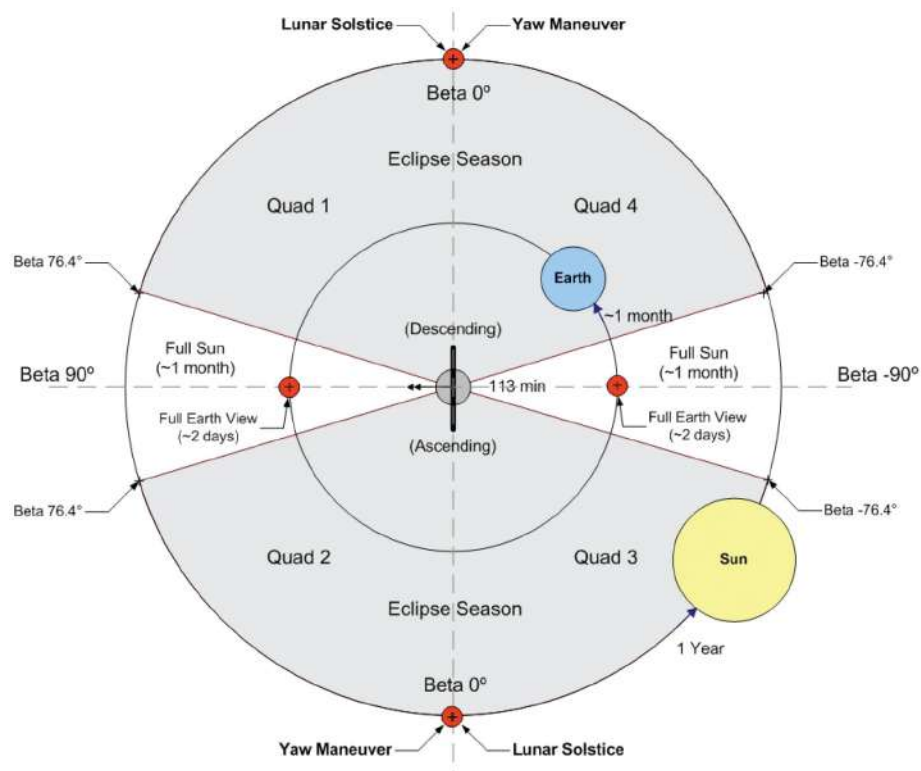 Lunar Solstice
Yaw Maneuver
Beta 0º
Eclipse Season
Quad 1
Quad 4
Beta 76.4°
Beta -76.4°
Earth
~1 month
(Descending)
Full Sun
(~1 month)
Full Sun
(~1 month)
Beta 90º
113 min
Beta -90º
Full Earth View
(~2 days)
Full Earth View
(~2 days)
(Ascending)
Beta 76.4°
Beta -76.4°
Quad 2
Quad 3
Sun
Eclipse Season
1 Year
Beta 0º
Yaw Maneuver
Lunar Solstice